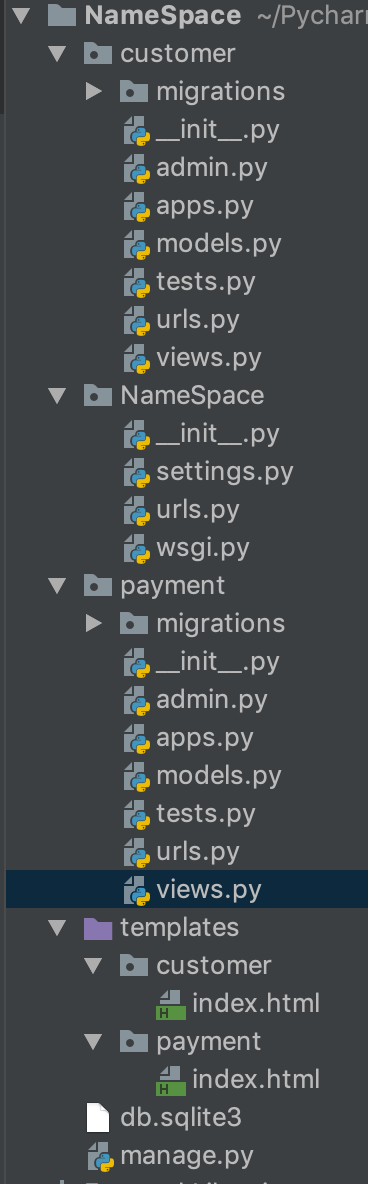 NameSpace ~/Pychar
customer
migrations
__init__.py
admin.py
apps.py
models.py
tests.py
urls.py
views.py
NameSpace
__init__.py
settings.py
urls.py
wsgi.py
payment
migrations
__init__.py
admin.py
apps.py
models.py
tests.py
urls.py
views.py
templates
customer
H index.html
payment
H index.html
db.sqlite3
manage.py